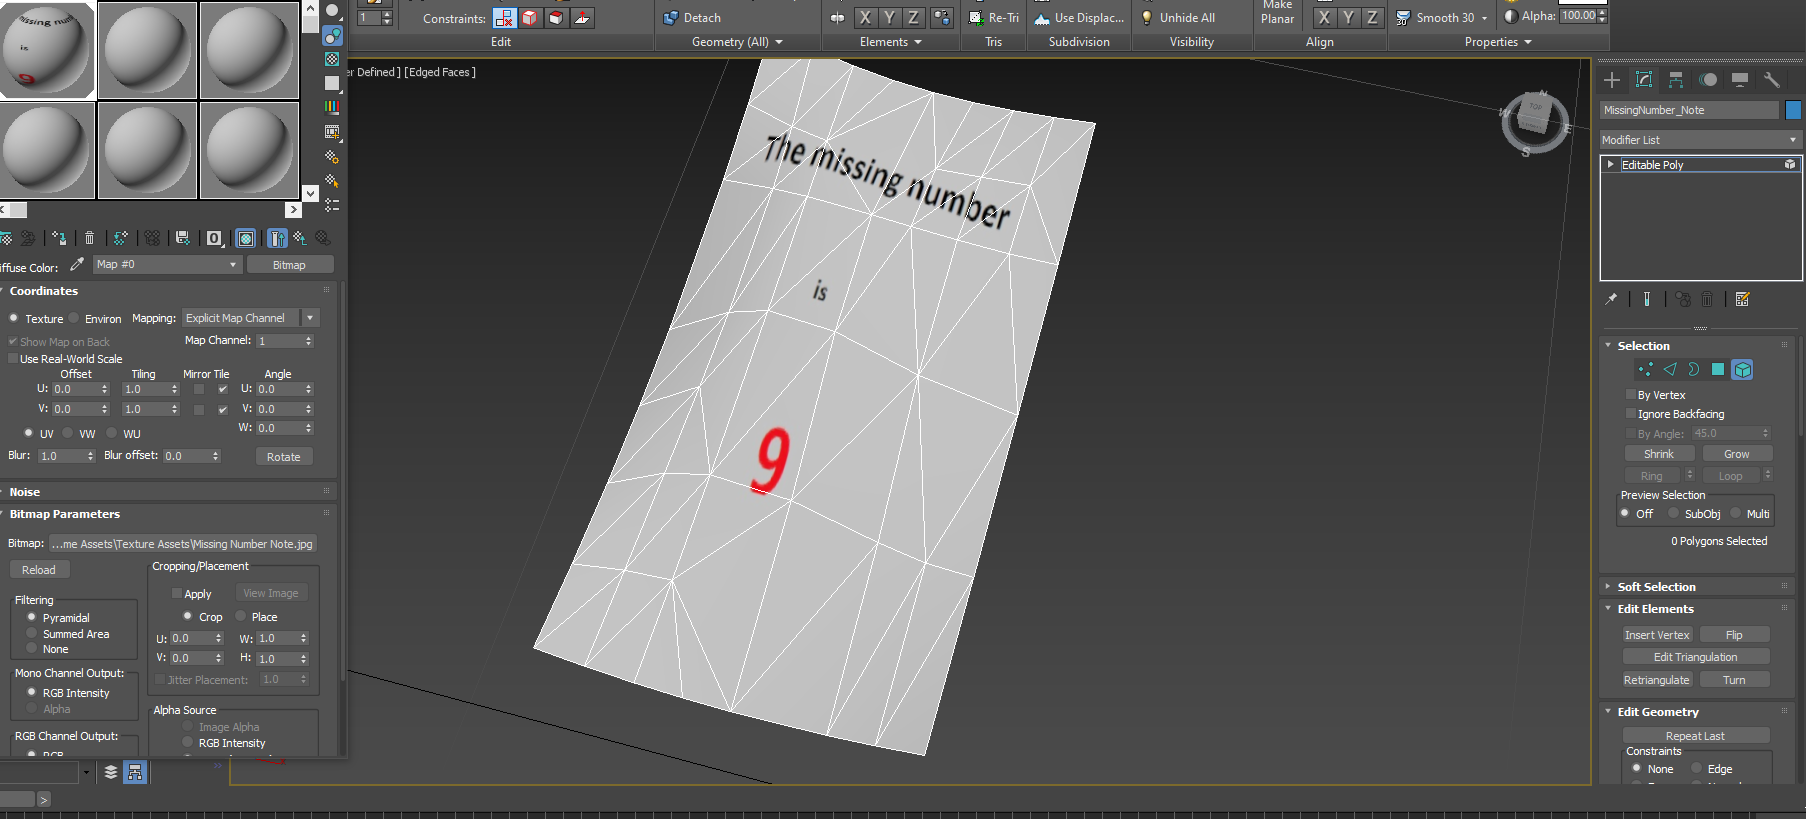 missing num
is
9
1
Constraints:
Edit
Detach
Geometry (All)
X Y Z
Elements
Re-Tri
Tris
Use Displac...
Subdivision
Unhide All
Visibility
Make
Planar
X Y Z
Align
Smooth 30
Alpha: 100.00
Properties
er Defined ] [Edged Faces ]
The missing number
is
9
TOP
N
W
E
S
iffuse Color:
Map #0
Bitmap
Coordinates
Texture
Environ
Mapping:
Explicit Map Channel
Show Map on Back
Map Channel: 1
Use Real-World Scale
Offset
Tiling
Mirror Tile
Angle
U: 0.0 1.0 U: 0.0
V: 0.0 1.0 V: 0.0
W: 0.0
UV VW WU
Blur: 1.0 Blur offset: 0.0
Rotate
Noise
Bitmap Parameters
Bitmap: ...me Assets\Texture Assets\Missing Number Note.jpg
Reload
Cropping/Placement
Apply
View Image
Crop
Place
U: 0.0 W: 1.0
V: 0.0 H: 1.0
Jitter Placement: 1.0
Filtering
Pyramidal
Summed Area
None
Mono Channel Output:
RGB Intensity
Alpha
RGB Channel Output:
RGB
Alpha Source
Image Alpha
RGB Intensity
MissingNumber_Note
Modifier List
Editable Poly
Selection
By Vertex
Ignore Backfacing
By Angle: 45.0
Shrink
Grow
Ring
Loop
Preview Selection
Off
SubObj
Multi
0 Polygons Selected
Soft Selection
Edit Elements
Insert Vertex
Flip
Edit Triangulation
Retriangulate
Turn
Edit Geometry
Repeat Last
Constraints
None
Edge